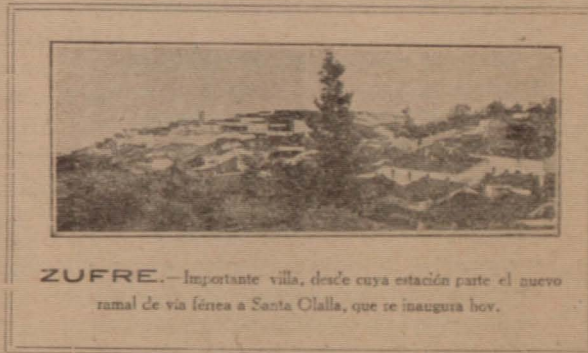 ZUFRE.—Importante villa, desde cuya estación parte el nuevo
ramal de vía férrea a Santa Olalla, que se inaugura hoy.